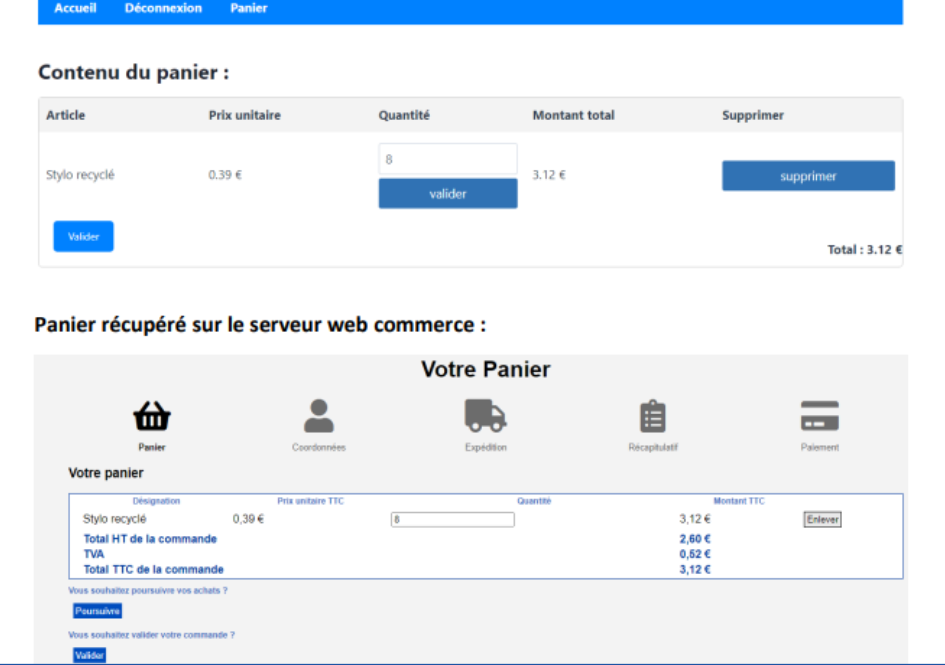 Accueil Déconnexion Panier
Contenu du panier :
Article Prix unitaire Quantité Montant total Supprimer
8
Stylo recyclé 0.39 € 3.12 € supprimer
valider
Valider
Total : 3.12 €
Panier récupéré sur le serveur web commerce :
Votre Panier
Panier Coordonnées Expédition Récapitulatif Paiement
Votre panier
Désignation Prix unitaire TTC Quantité Montant TTC
Stylo recyclé 0,39 € 8 3,12 € Enlever
Total HT de la commande 2,60 €
TVA 0,52 €
Total TTC de la commande 3,12 €
Vous souhaitez poursuivre vos achats ?
Poursuivre
Vous souhaitez valider votre commande ?
Valider